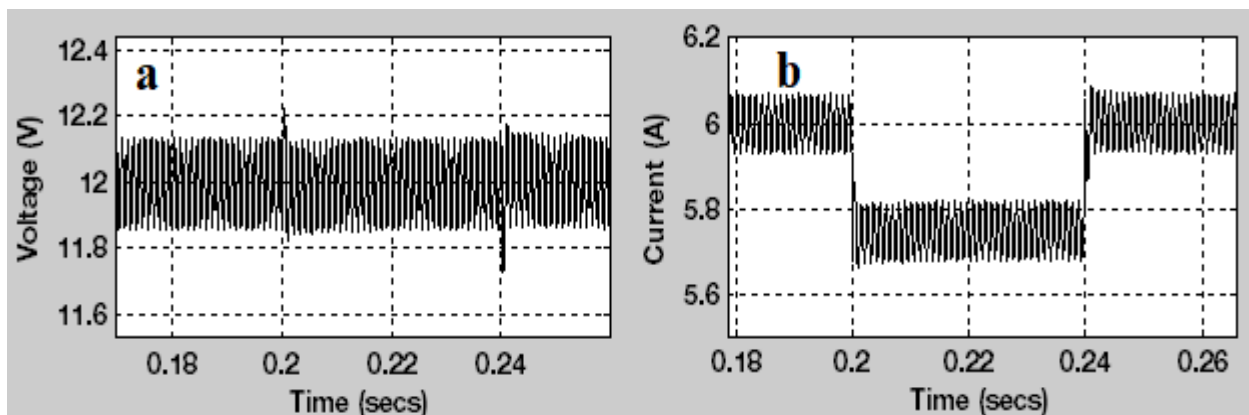 a
Voltage (V)
12.4
12.2
12
11.8
11.6
0.18 0.2 0.22 0.24
Time (secs)
b
Current (A)
6.2
6
5.8
5.6
0.18 0.2 0.22 0.24 0.26
Time (secs)